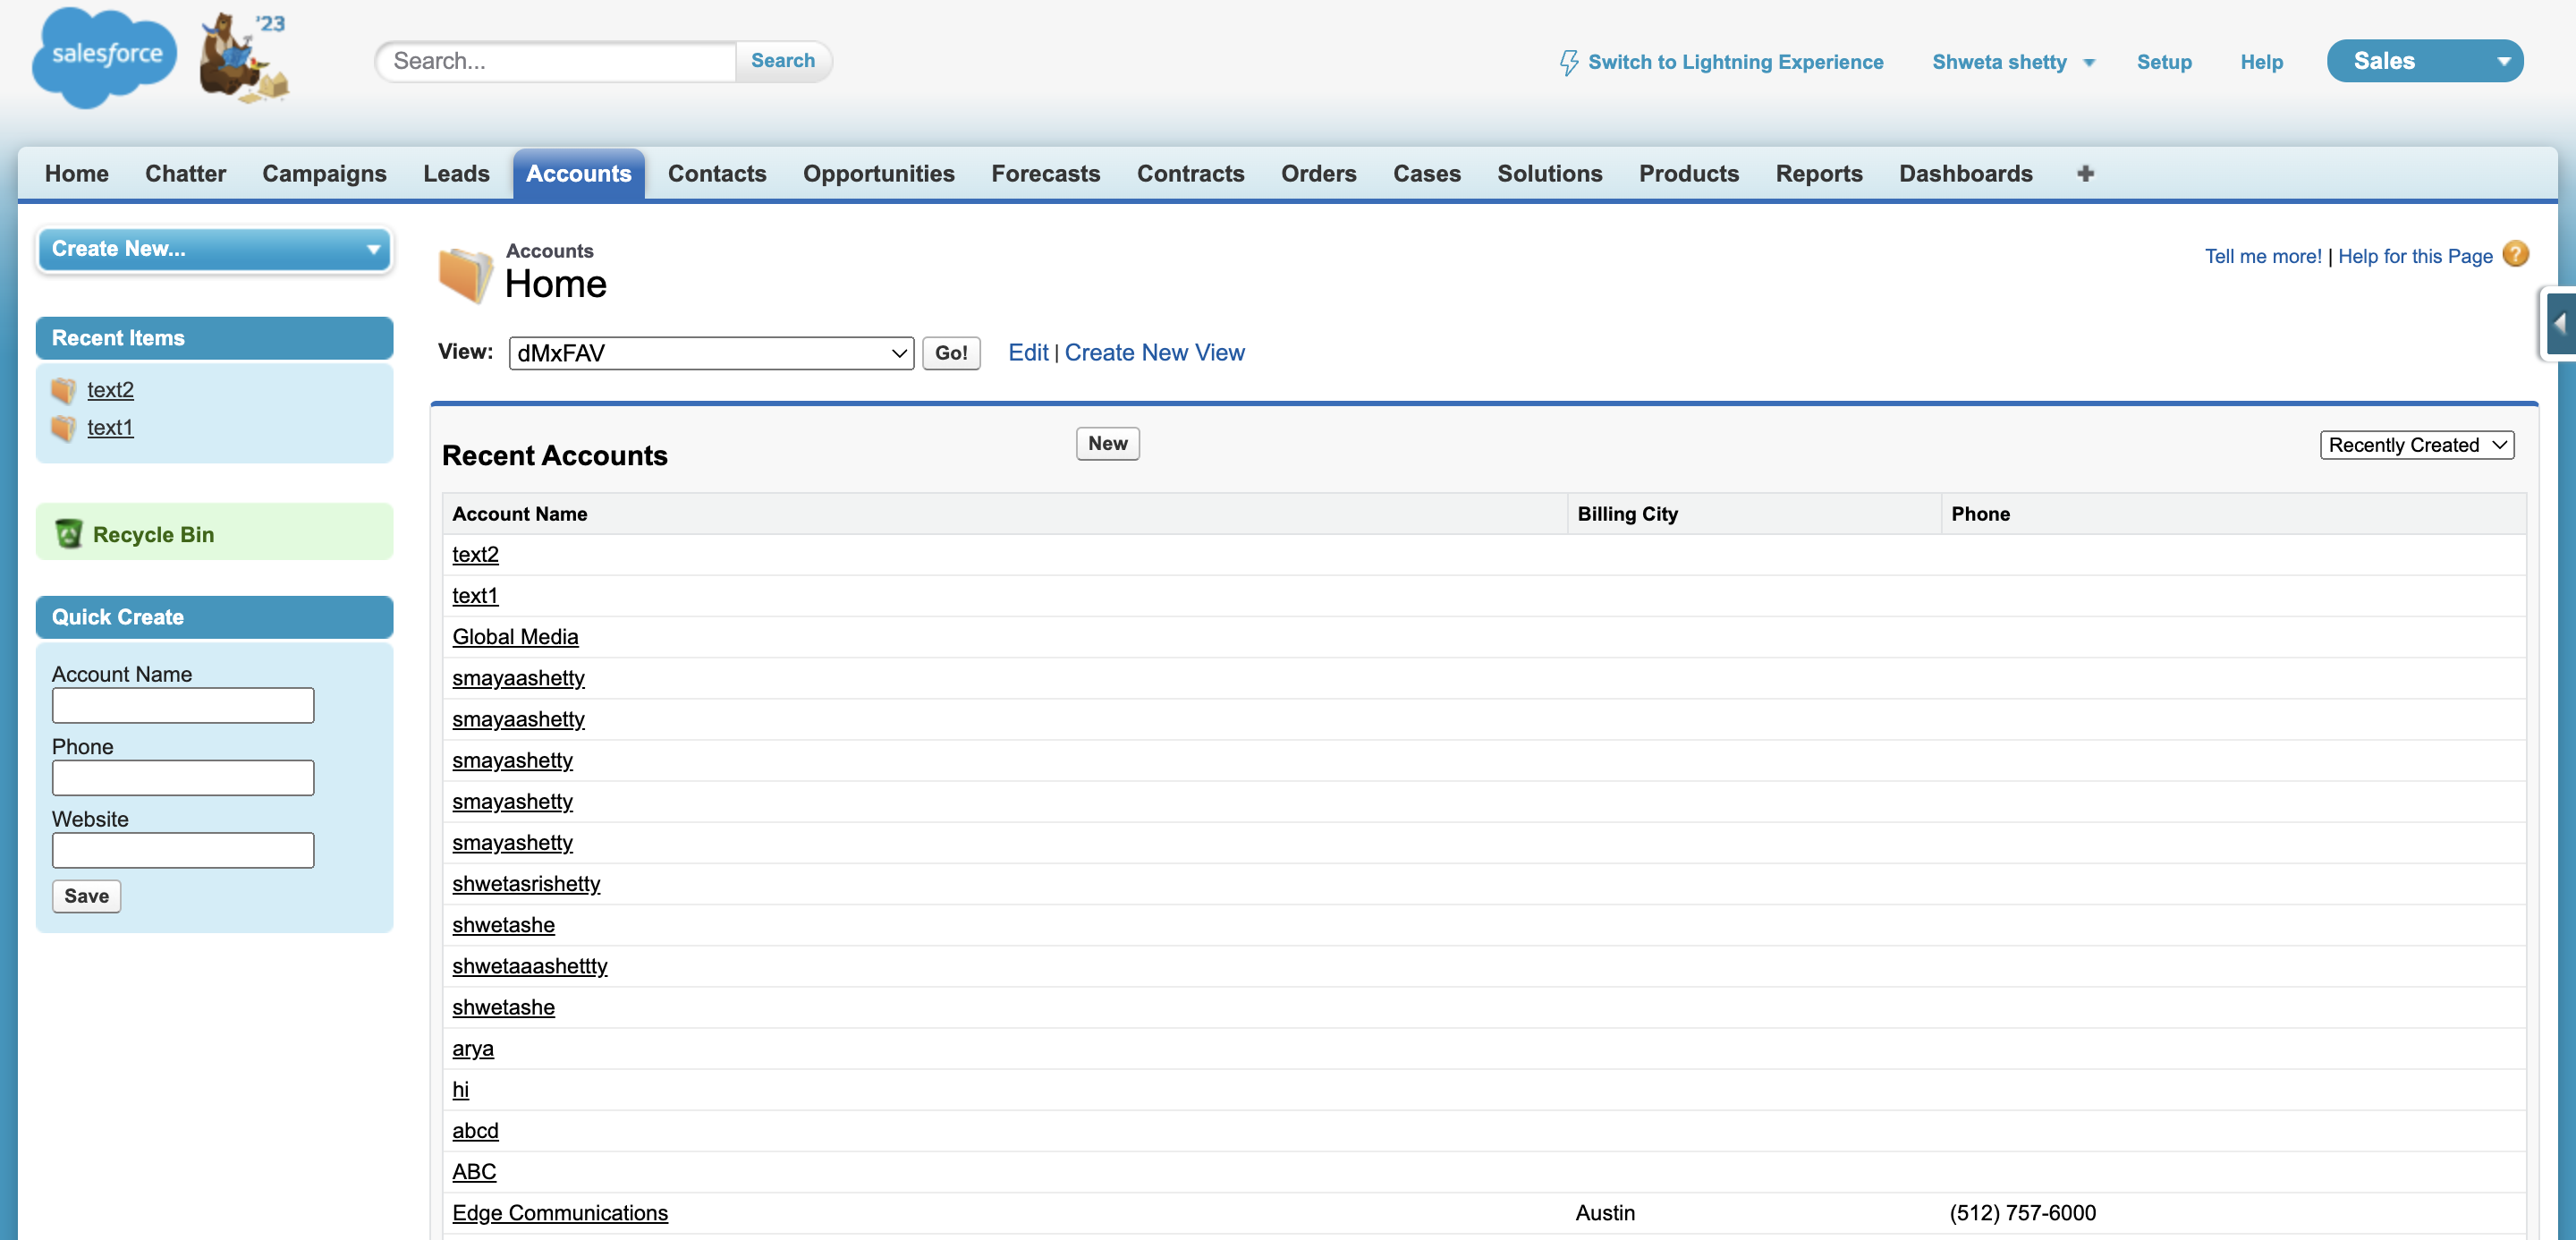 salesforce '23
Search... Search
Switch to Lightning Experience Shweta shetty Setup Help Sales
Home Chatter Campaigns Leads Accounts Contacts Opportunities Forecasts Contracts Orders Cases Solutions Products Reports Dashboards +
Create New...
Recent Items
text2
text1
Recycle Bin
Quick Create
Account Name
Phone
Website
Save
Accounts
Home
Tell me more! | Help for this Page ?
View: dMxFAV Go! Edit | Create New View
Recent Accounts New Recently Created
Account Name Billing City Phone
text2
text1
Global Media
smayaashetty
smayaashetty
smayashetty
smayashetty
smayashetty
shwetasrishetty
shwetashe
shwetaaashettty
shwetashe
arya
hi
abcd
ABC
Edge Communications Austin (512) 757-6000